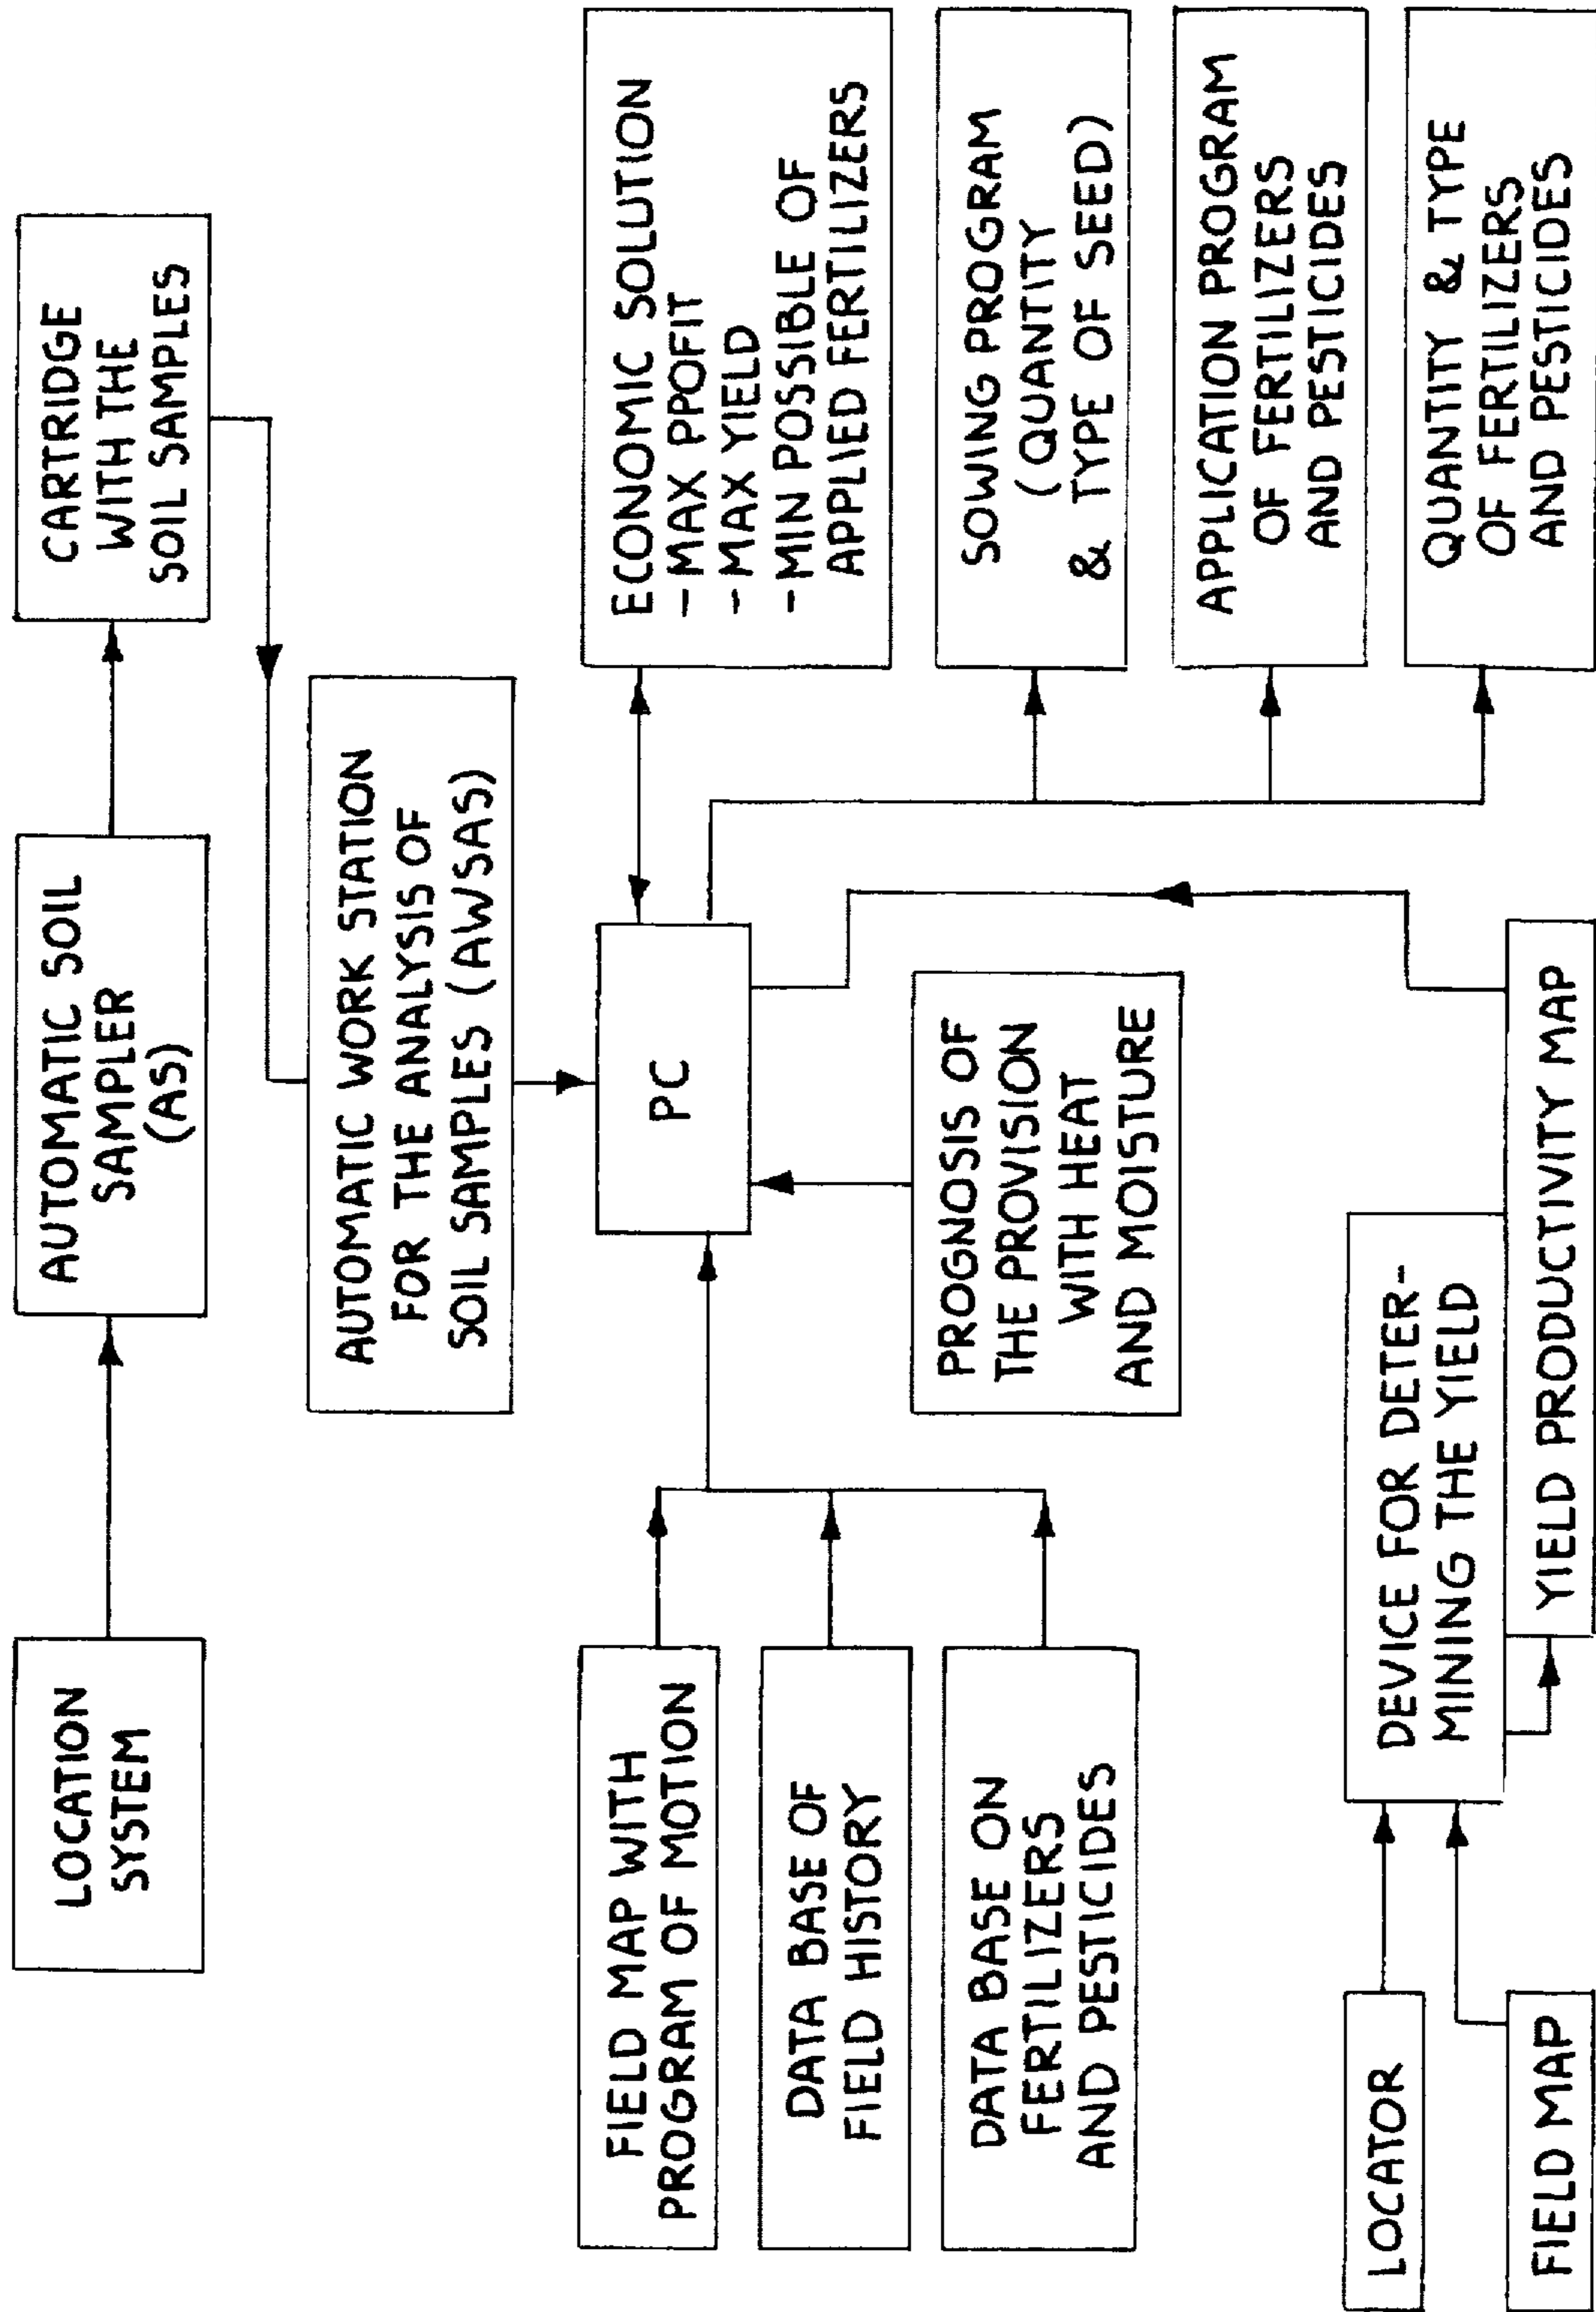 LOCATION
SYSTEM
AUTOMATIC SOIL
SAMPLER
(AS)
CARTRIDGE
WITH THE
SOIL SAMPLES
AUTOMATIC WORK STATION
FOR THE ANALYSIS OF
SOIL SAMPLES (AWSAS)
FIELD MAP WITH
PROGRAM OF MOTION
DATA BASE OF
FIELD HISTORY
DATA BASE ON
FERTILIZERS
AND PESTICIDES
PC
PROGNOSIS OF
THE PROVISION
WITH HEAT
AND MOISTURE
ECONOMIC SOLUTION
- MAX PPOFIT
- MAX YIELD
- MIN POSSIBLE OF
APPLIED FERTILIZERS
SOWING PROGRAM
(QUANTITY
& TYPE OF SEED)
APPLICATION PROGRAM
OF FERTILIZERS
AND PESTICIDES
QUANTITY & TYPE
OF FERTILIZERS
AND PESTICIDES
LOCATOR
FIELD MAP
DEVICE FOR DETER-
MINING THE YIELD
YIELD PRODUCTIVITY MAP